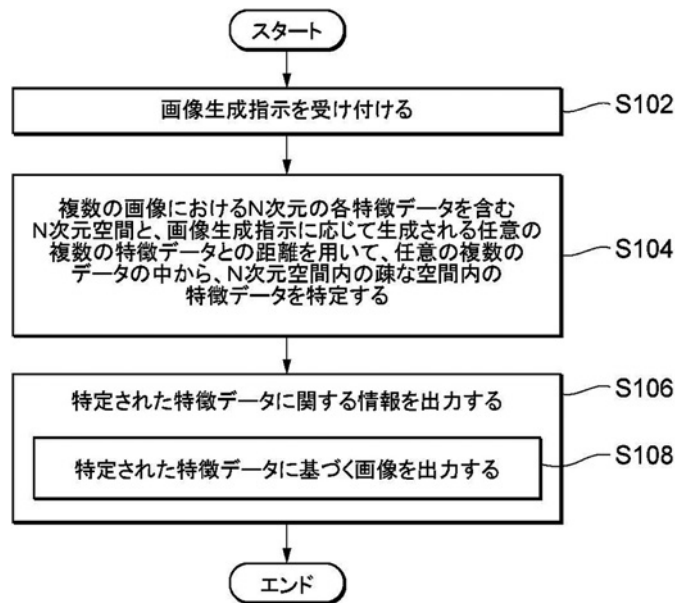 スタート
画像生成指示を受け付ける
S102
複数の画像におけるN次元の各特徴データを含む
N次元空間と、画像生成指示に応じて生成される任意の
複数の特徴データとの距離を用いて、任意の複数の
データの中から、N次元空間内の疎な空間内の
特徴データを特定する
S104
特定された特徴データに関する情報を出力する
S106
特定された特徴データに基づく画像を出力する
S108
エンド